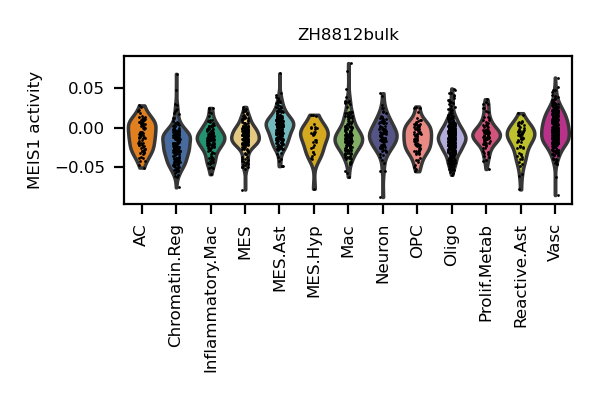 ZH8812bulk
MEIS1 activity
0.05
0.00
−0.05
AC
Chromatin.Reg
Inflammatory.Mac
MES
MES.Ast
MES.Hyp
Mac
Neuron
OPC
Oligo
Prolif.Metab
Reactive.Ast
Vasc